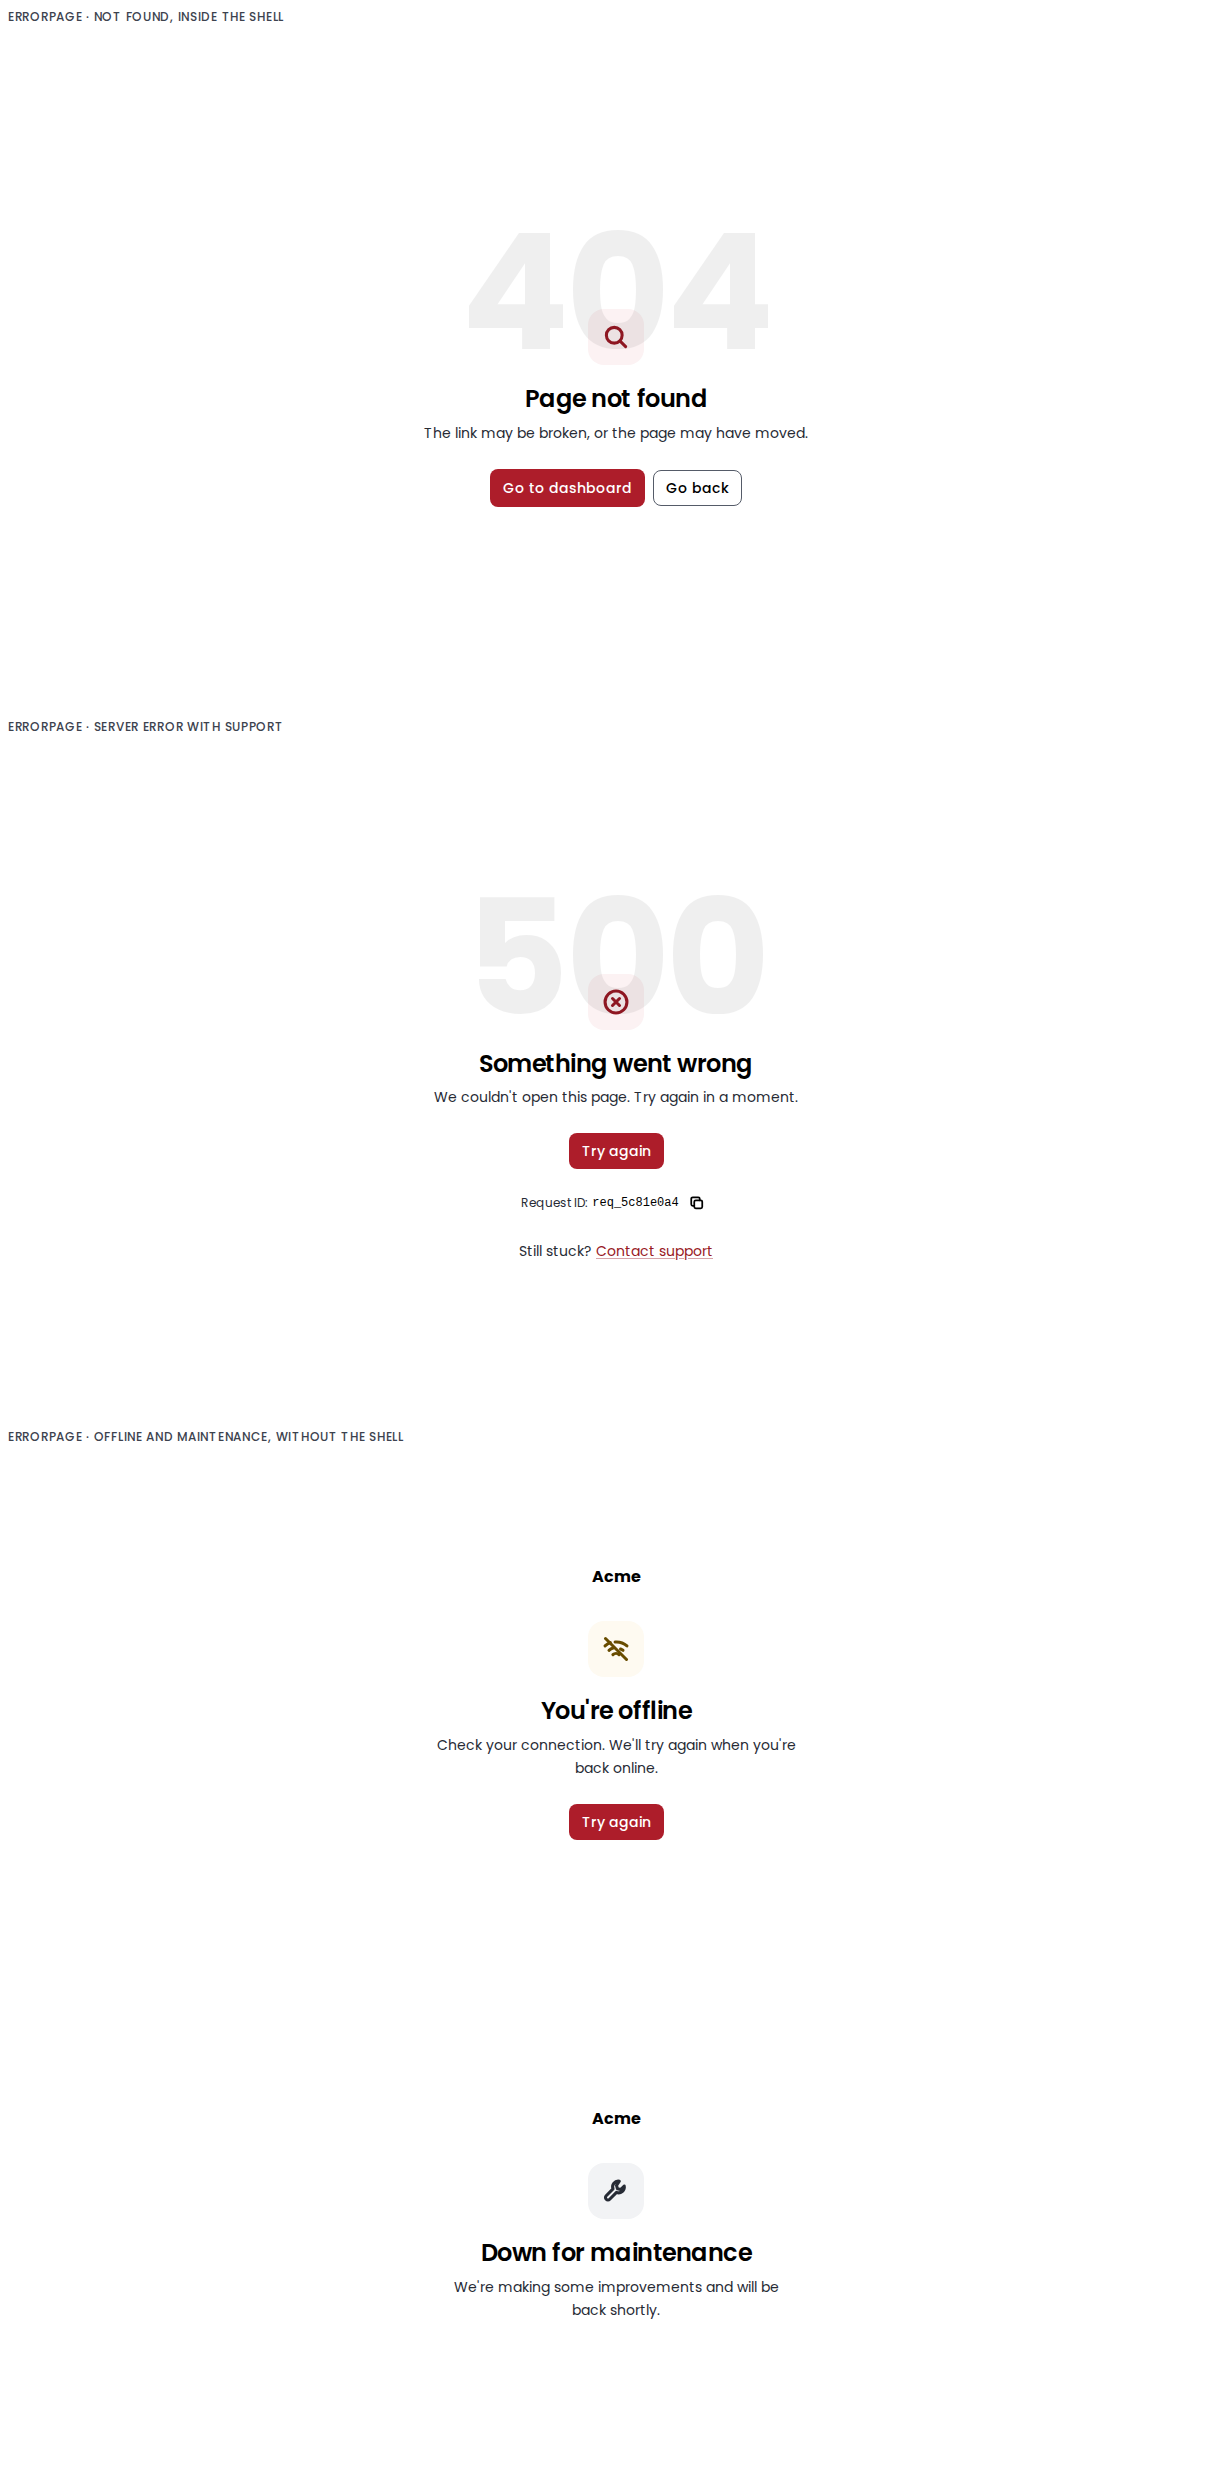 ERRORPAGE · NOT FOUND, INSIDE THE SHELL
404
Page not found
The link may be broken, or the page may have moved.
Go to dashboard Go back
ERRORPAGE · SERVER ERROR WITH SUPPORT
500
Something went wrong
We couldn't open this page. Try again in a moment.
Try again
Request ID: req_5c81e0a4
Still stuck? Contact support
ERRORPAGE · OFFLINE AND MAINTENANCE, WITHOUT THE SHELL
Acme
You're offline
Check your connection. We'll try again when you're
back online.
Try again
Acme
Down for maintenance
We're making some improvements and will be
back shortly.